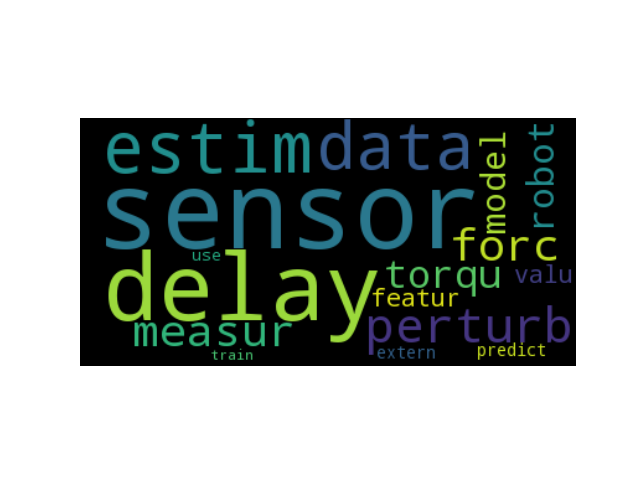 estim data
sensor
model
robot
forc
use
delay
torqu valu
featur
measur
perturb
train
extern
predict